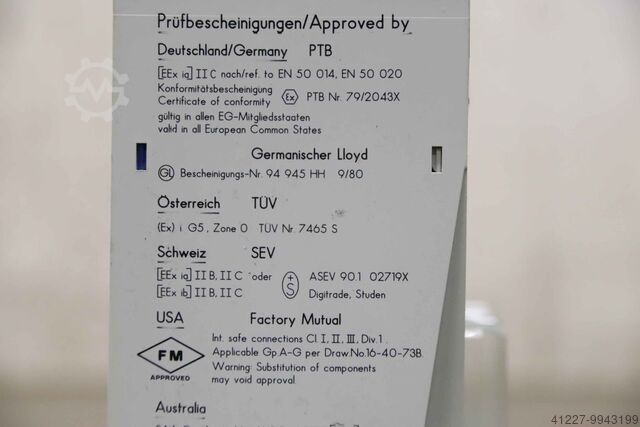 Prüfbescheinigungen/Approved by
Deutschland/Germany PTB
[EEx ia] II C nach/ref. to EN 50 014, EN 50 020
Konformitätsbescheinigung
Certificate of conformity Ex PTB Nr. 79/2043X
gültig in allen EG-Mitgliedsstaaten
valid in all European Common States
Germanischer Lloyd
GL Bescheinigungs-Nr. 94 945 HH 9/80
Österreich TÜV
(Ex) i G5, Zone 0 TÜV Nr. 7465 S
Schweiz SEV
[EEx ia] II B, II C oder
[EEx ib] II B, II C
+S
ASEV 90.1 02719X
Digitrade, Studen
USA Factory Mutual
FM
APPROVED
Int. safe connections Cl. I, II, III, Div. 1
Applicable Gp. A-G per Draw. No. 16-40-73B
Warning: Substitution of components
may void approval.
Australia
41227-9943199